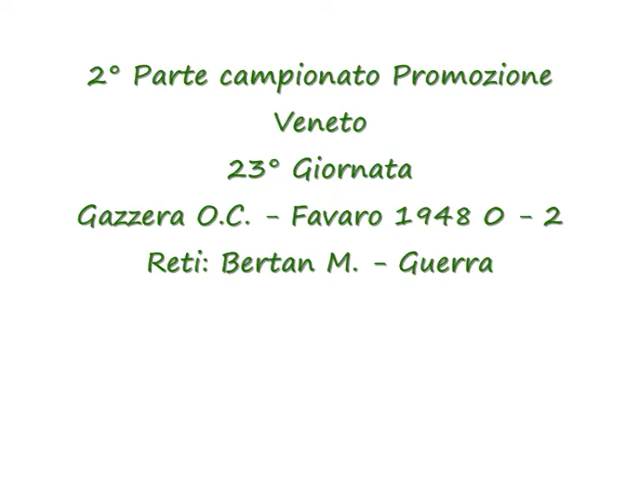 2° Parte campionato Promozione
Veneto
23° Giornata
Gazzera O.C. - Favaro 1948 0 - 2
Reti: Bertan M. - Guerra